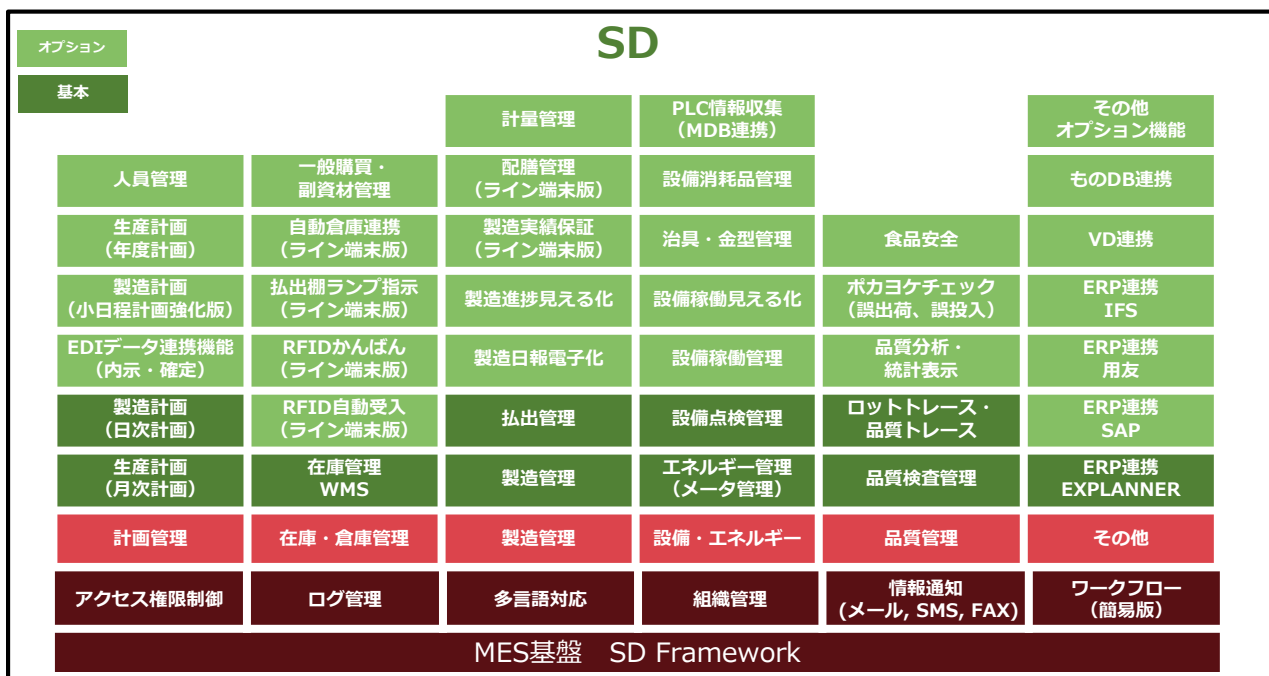 SD
オプション
基本
計量管理
PLC情報収集
（MDB連携）
その他
オプション機能
人員管理
一般購買・
副資材管理
配膳管理
（ライン端末版）
設備消耗品管理
ものDB連携
生産計画
（年度計画）
自動倉庫連携
（ライン端末版）
製造実績保証
（ライン端末版）
治具・金型管理
食品安全
VD連携
製造計画
（小日程計画強化版）
払出棚ランプ指示
（ライン端末版）
製造進捗見える化
設備稼働見える化
ポカヨケチェック
（誤出荷、誤投入）
ERP連携
IFS
EDIデータ連携機能
（内示・確定）
RFIDかんばん
（ライン端末版）
製造日報電子化
設備稼働管理
品質分析・
統計表示
ERP連携
用友
製造計画
（日次計画）
RFID自動受入
（ライン端末版）
払出管理
設備点検管理
ロットトレース・
品質トレース
ERP連携
SAP
生産計画
（月次計画）
在庫管理
WMS
製造管理
エネルギー管理
（メータ管理）
品質検査管理
ERP連携
EXPLANNER
計画管理
在庫・倉庫管理
製造管理
設備・エネルギー
品質管理
その他
アクセス権限制御
ログ管理
多言語対応
組織管理
情報通知
(メール, SMS, FAX)
ワークフロー
（簡易版）
MES基盤　SD Framework